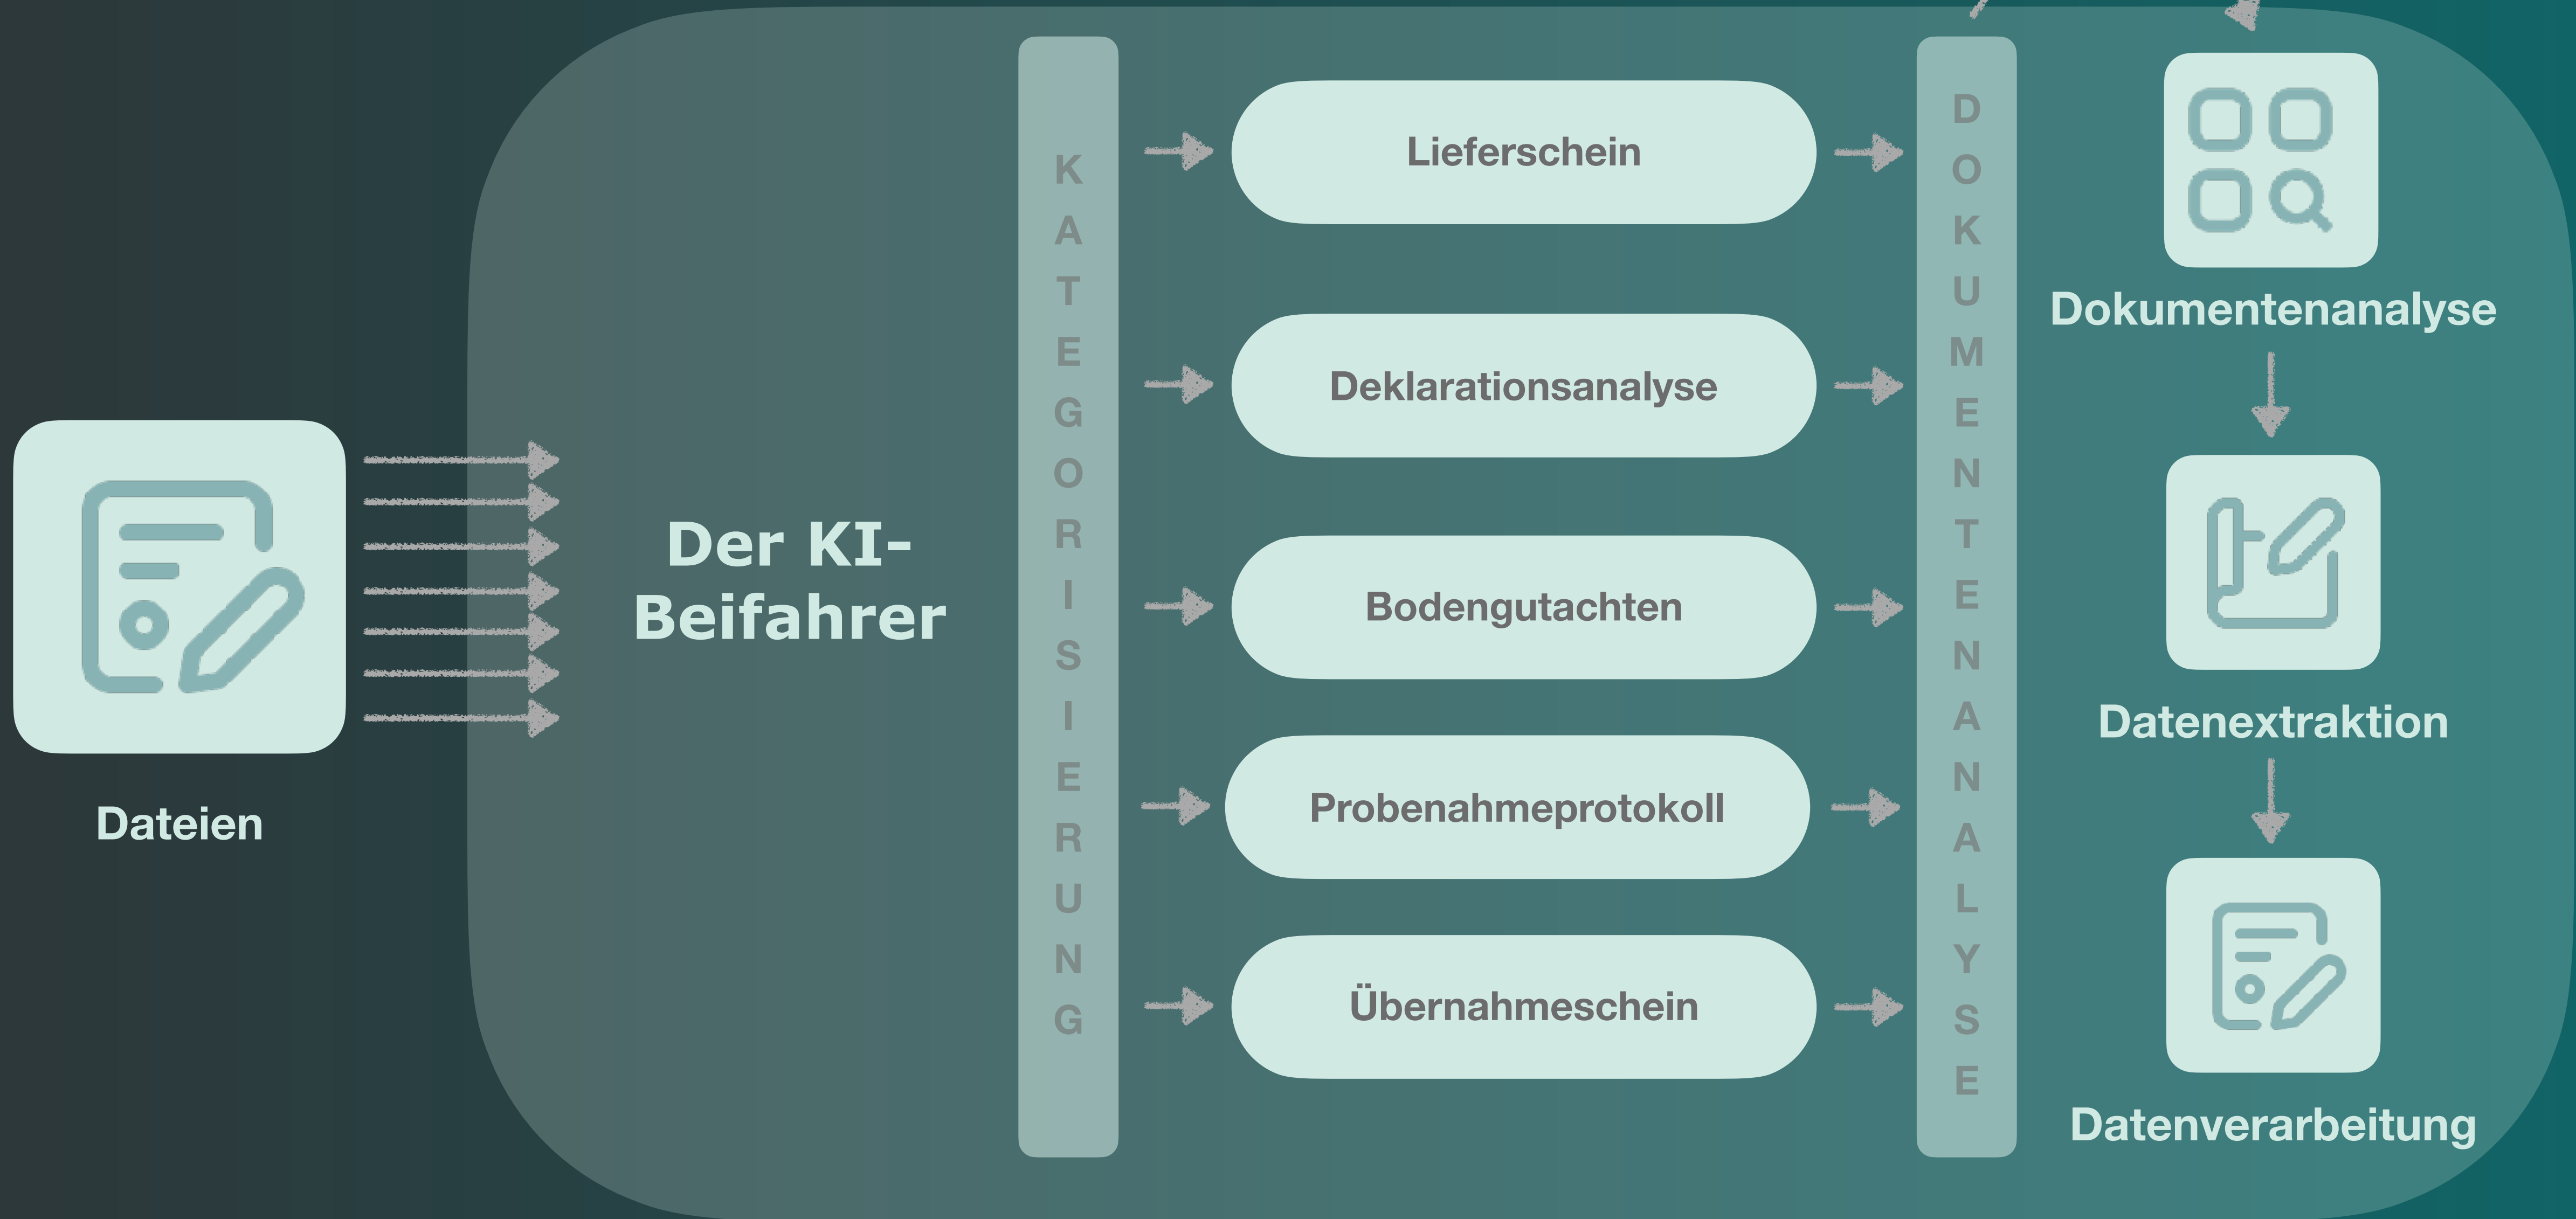 Dateien
Der KI-
Beifahrer
KATEGORISIERUNG
Lieferschein
Deklarationsanalyse
Bodengutachten
Probenahmeprotokoll
Übernahmeschein
DOKUMENTENANALYSE
Dokumentenanalyse
Datenextraktion
Datenverarbeitung